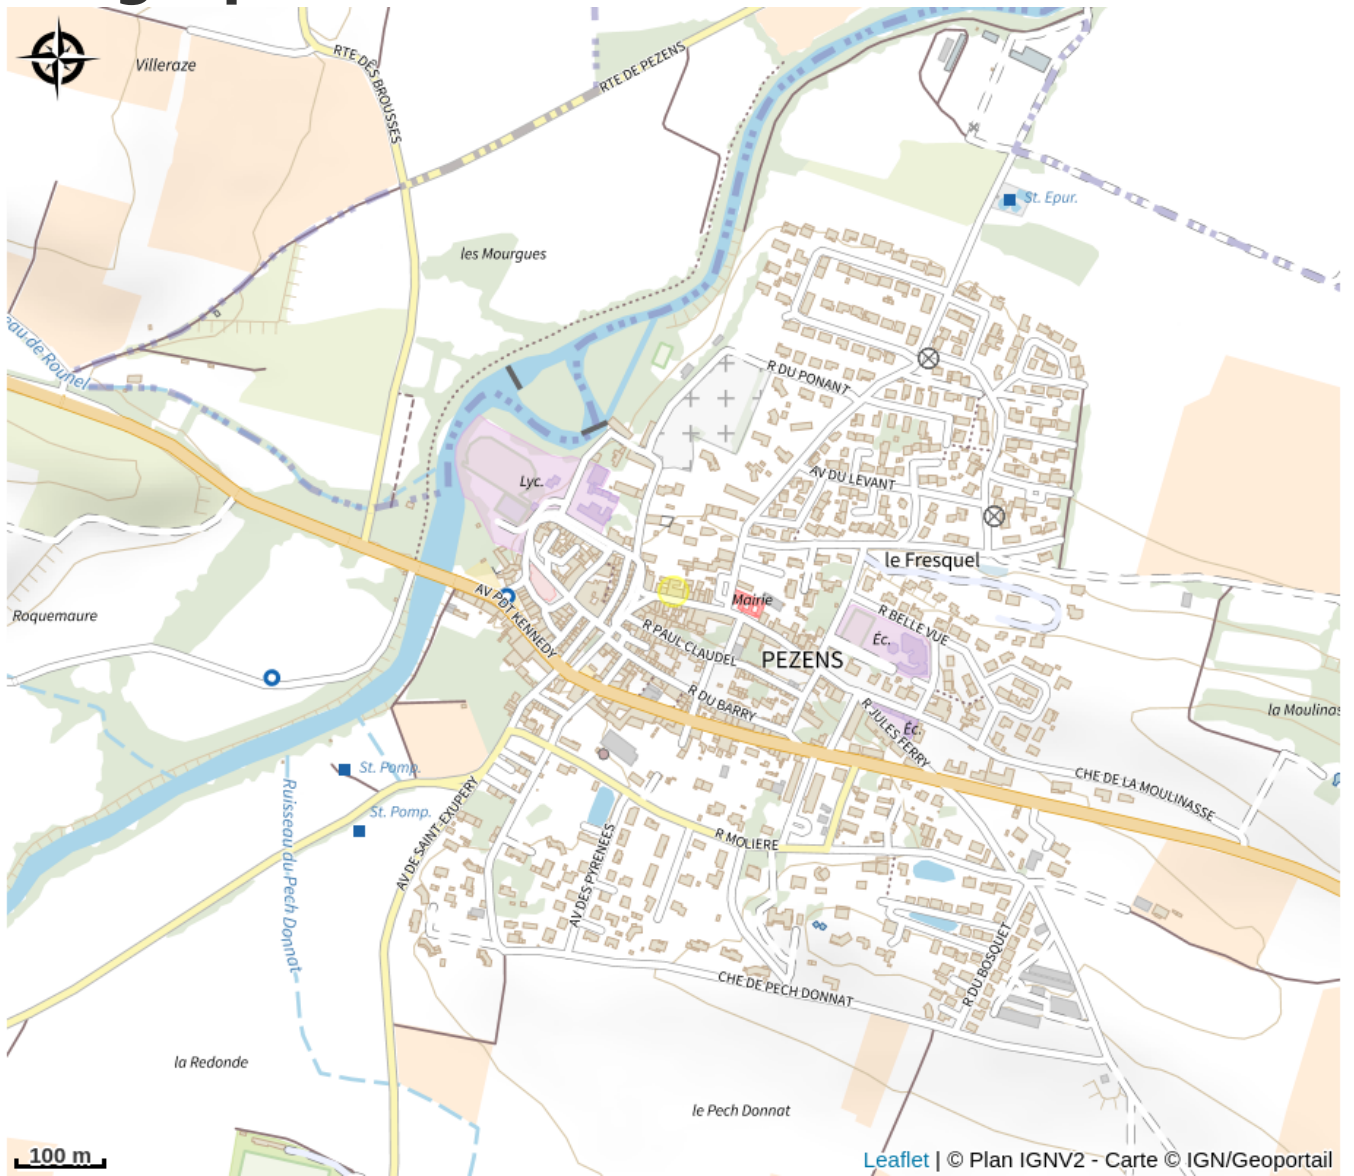 Villeraze
RTE DES BROUSSES
RTE DE PEZENS
St. Epur.
les Mourgues
eau de Rounel
R DU PONANT
Lyc.
AV DU LEVANT
le Fresquel
AV PDT KENNEDY
Mairie
Roquemaure
R BELLE VUE
Éc.
R PAUL CLAUDEL
PEZENS
R DU BARRY
R JULES FERRY
Éc.
la Moulinas
St. Pomp.
St. Pomp.
CHE DE LA MOULINASSE
Ruisseau du Pech Donnat
AV DE SAINT-EXUPERY
R MOLIERE
AV DES PYRENEES
R DU BOSQUET
CHE DE PECH DONNAT
la Redonde
le Pech Donnat
100 m
Leaflet | © Plan IGNV2 - Carte © IGN/Geoportail